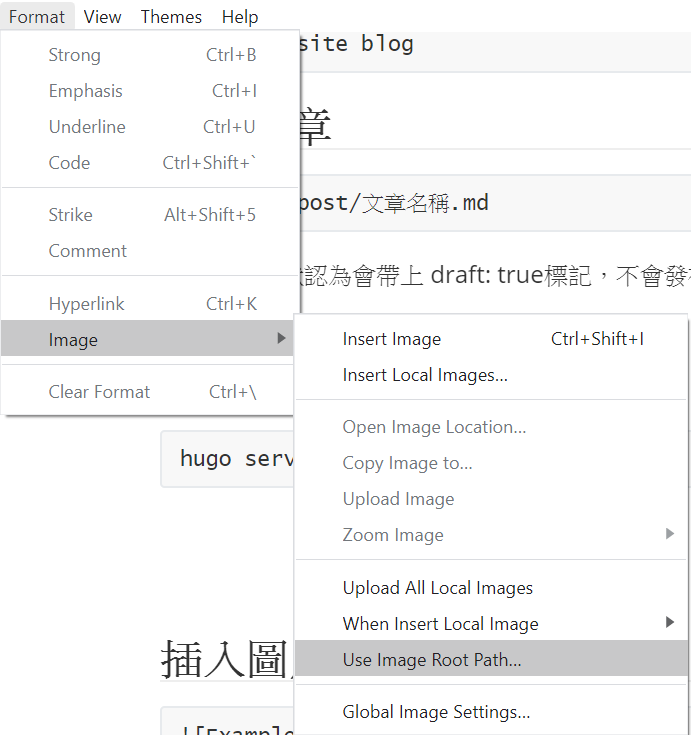 Format View Themes Help
Strong Ctrl+B
Emphasis Ctrl+I
Underline Ctrl+U
Code Ctrl+Shift+`
Strike Alt+Shift+5
Comment
Hyperlink Ctrl+K
Image
Clear Format Ctrl+\
site blog
章
post/文章名稱.md
認為會帶上 draft: true標記，不會發
Insert Image Ctrl+Shift+I
Insert Local Images...
Open Image Location...
Copy Image to...
Upload Image
Zoom Image
Upload All Local Images
When Insert Local Image
Use Image Root Path...
Global Image Settings...
hugo serv
插入圖
![Example